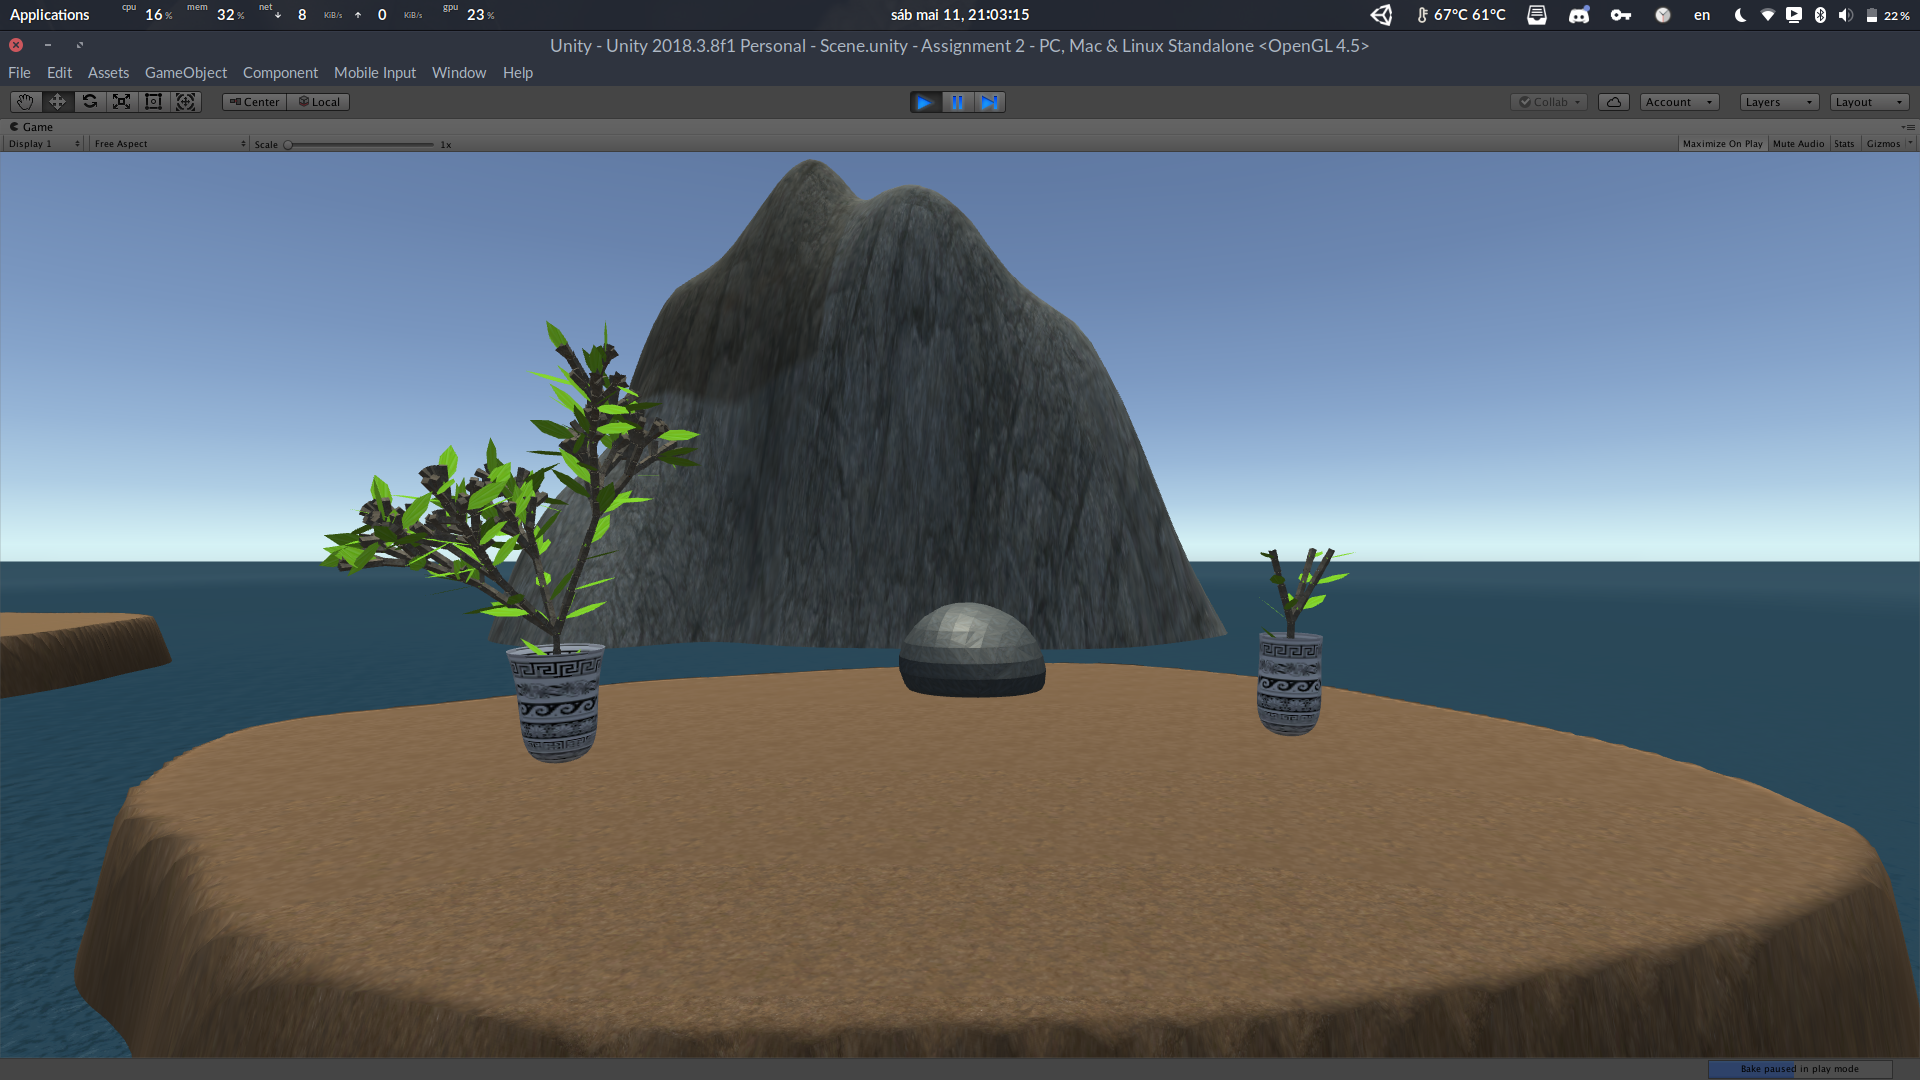 Applications cpu 16% mem 32% net ↓ 8 KiB/s ↑ 0 KiB/s gpu 23% sáb mai 11, 21:03:15 67°C 61°C en 22%
Unity - Unity 2018.3.8f1 Personal - Scene.unity - Assignment 2 - PC, Mac & Linux Standalone <OpenGL 4.5>
File Edit Assets GameObject Component Mobile Input Window Help
Center Local Collab Account Layers Layout
Game
Display 1 Free Aspect Scale 1x Maximize On Play Mute Audio Stats Gizmos
Bake paused in play mode